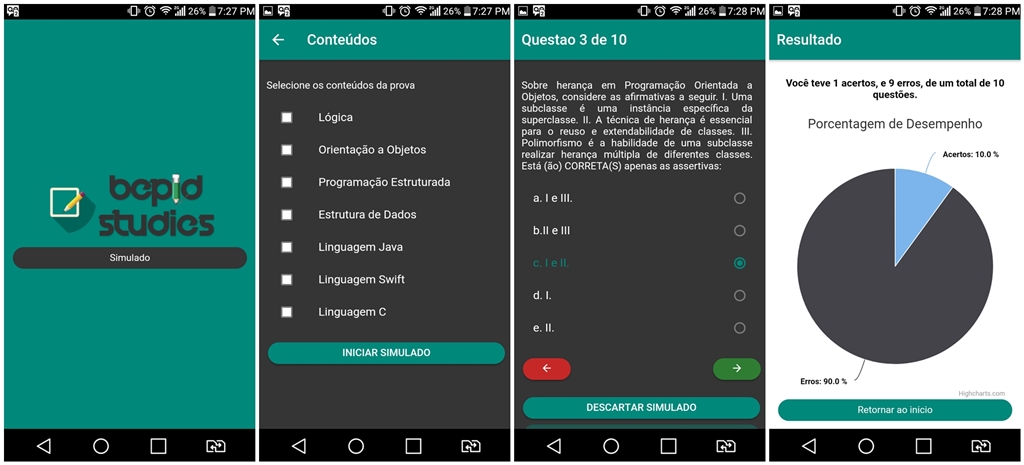 26% 7:27 PM
bepid
studies
Simulado
26% 7:27 PM
Conteúdos
Selecione os conteúdos da prova
Lógica
Orientação a Objetos
Programação Estruturada
Estrutura de Dados
Linguagem Java
Linguagem Swift
Linguagem C
INICIAR SIMULADO
26% 7:28 PM
Questao 3 de 10
Sobre herança em Programação Orientada a
Objetos, considere as afirmativas a seguir. I. Uma
subclasse é uma instância específica da
superclasse. II. A técnica de herança é essencial
para o reuso e extendabilidade de classes. III.
Polimorfismo é a habilidade de uma subclasse
realizar herança múltipla de diferentes classes.
Está (ão) CORRETA(S) apenas as assertivas:
a. I e III.
b.II e III
c. I e II.
d. I.
e. II.
DESCARTAR SIMULADO
26% 7:28 PM
Resultado
Você teve 1 acertos, e 9 erros, de um total de 10
questões.
Porcentagem de Desempenho
Acertos: 10.0 %
Erros: 90.0 %
Highcharts.com
Retornar ao inicio